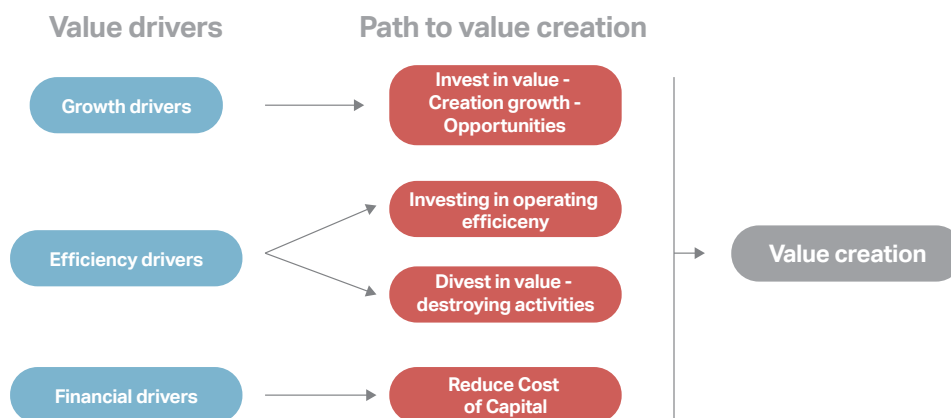 Value drivers
Path to value creation
Growth drivers
Invest in value -
Creation growth -
Opportunities
Efficiency drivers
Investing in operating
efficiceny
Divest in value -
destroying activities
Value creation
Financial drivers
Reduce Cost
of Capital